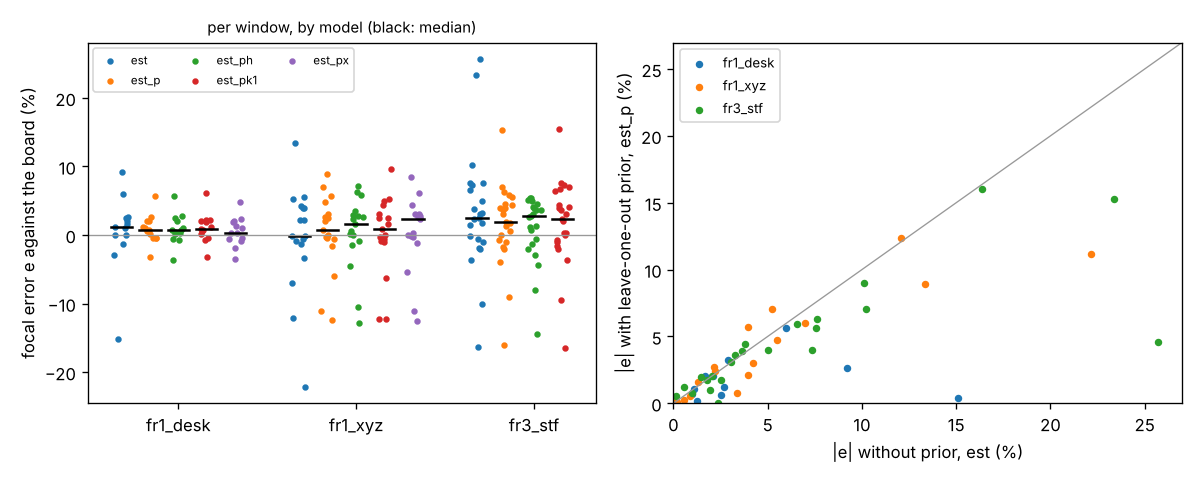 per window, by model (black: median)
focal error e against the board (%)
est
est_p
est_ph
est_pk1
est_px
20
10
0
−10
−20
fr1_desk
fr1_xyz
fr3_stf
|e| with leave-one-out prior, est_p (%)
fr1_desk
fr1_xyz
fr3_stf
25
20
15
10
5
0
0
5
10
15
20
25
|e| without prior, est (%)